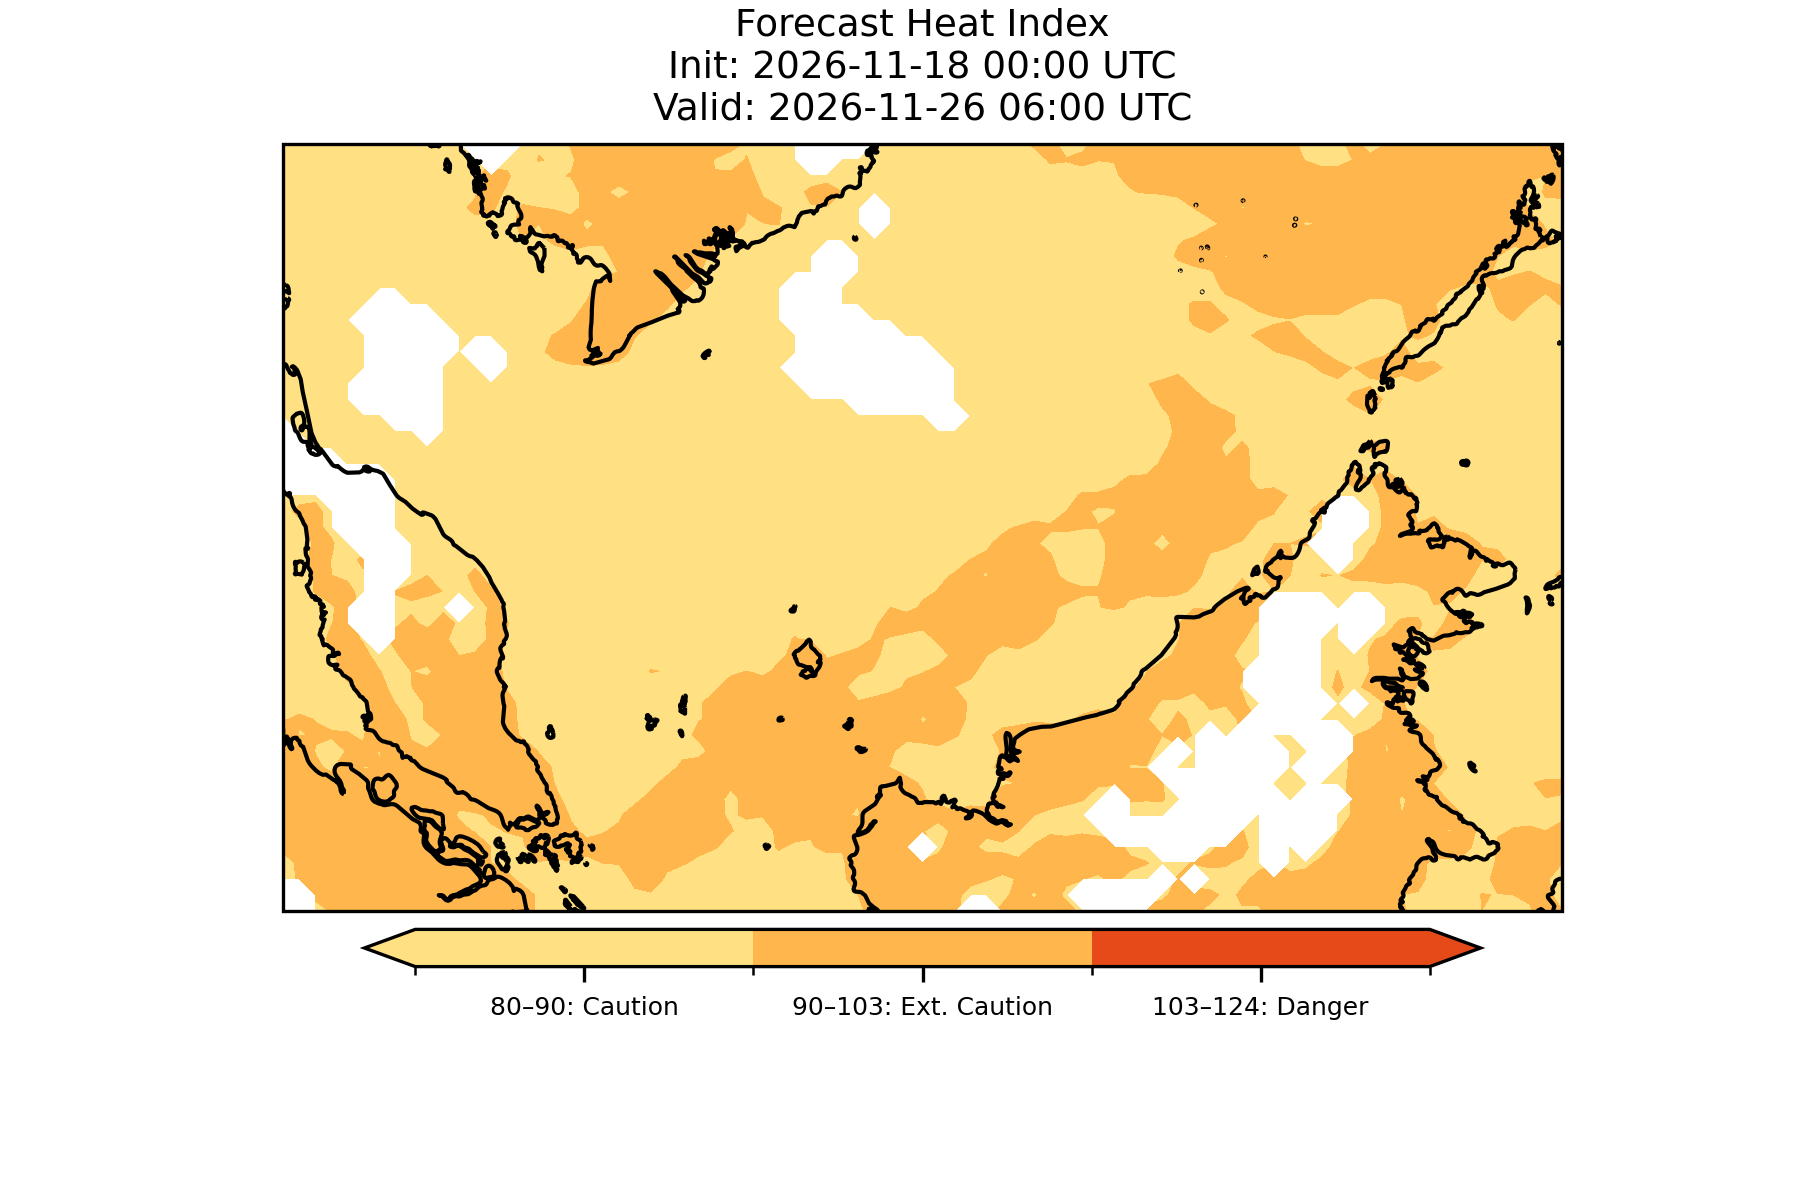 Forecast Heat Index
Init: 2026-11-18 00:00 UTC
Valid: 2026-11-26 06:00 UTC
80–90: Caution
90–103: Ext. Caution
103–124: Danger